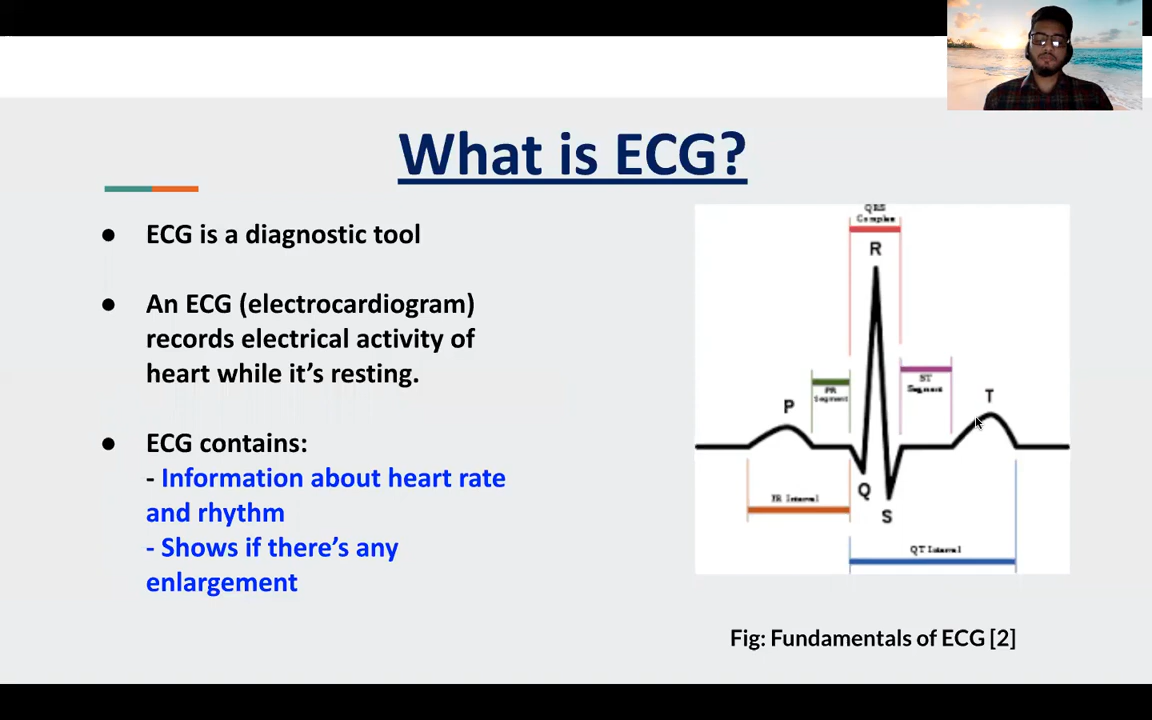 What is ECG?
● ECG is a diagnostic tool
● An ECG (electrocardiogram)
records electrical activity of
heart while it’s resting.
● ECG contains:
- Information about heart rate
and rhythm
- Shows if there’s any
enlargement
QRS
Complex
R
PR
Segment
ST
Segment
P
T
Q
S
PR Interval
QT Interval
Fig: Fundamentals of ECG [2]